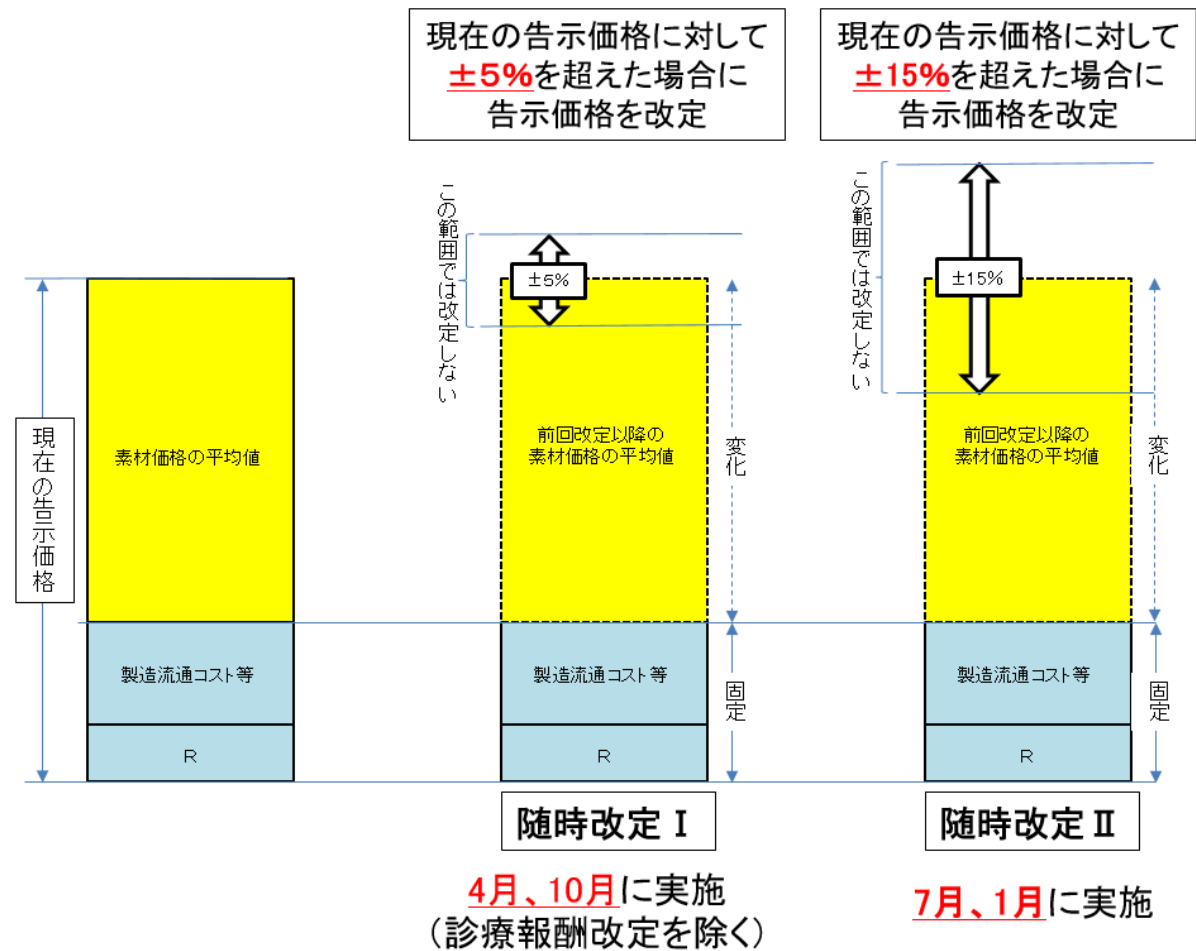 現在の告示価格に対して
±5%を超えた場合に
告示価格を改定
現在の告示価格に対して
±15%を超えた場合に
告示価格を改定
現在の告示価格
素材価格の平均値
製造流通コスト等
R
この範囲では改定しない
±5%
前回改定以降の
素材価格の平均値
製造流通コスト等
R
変化
固定
この範囲では改定しない
±15%
前回改定以降の
素材価格の平均値
製造流通コスト等
R
変化
固定
随時改定Ⅰ
4月、10月に実施
(診療報酬改定を除く)
随時改定Ⅱ
7月、1月に実施